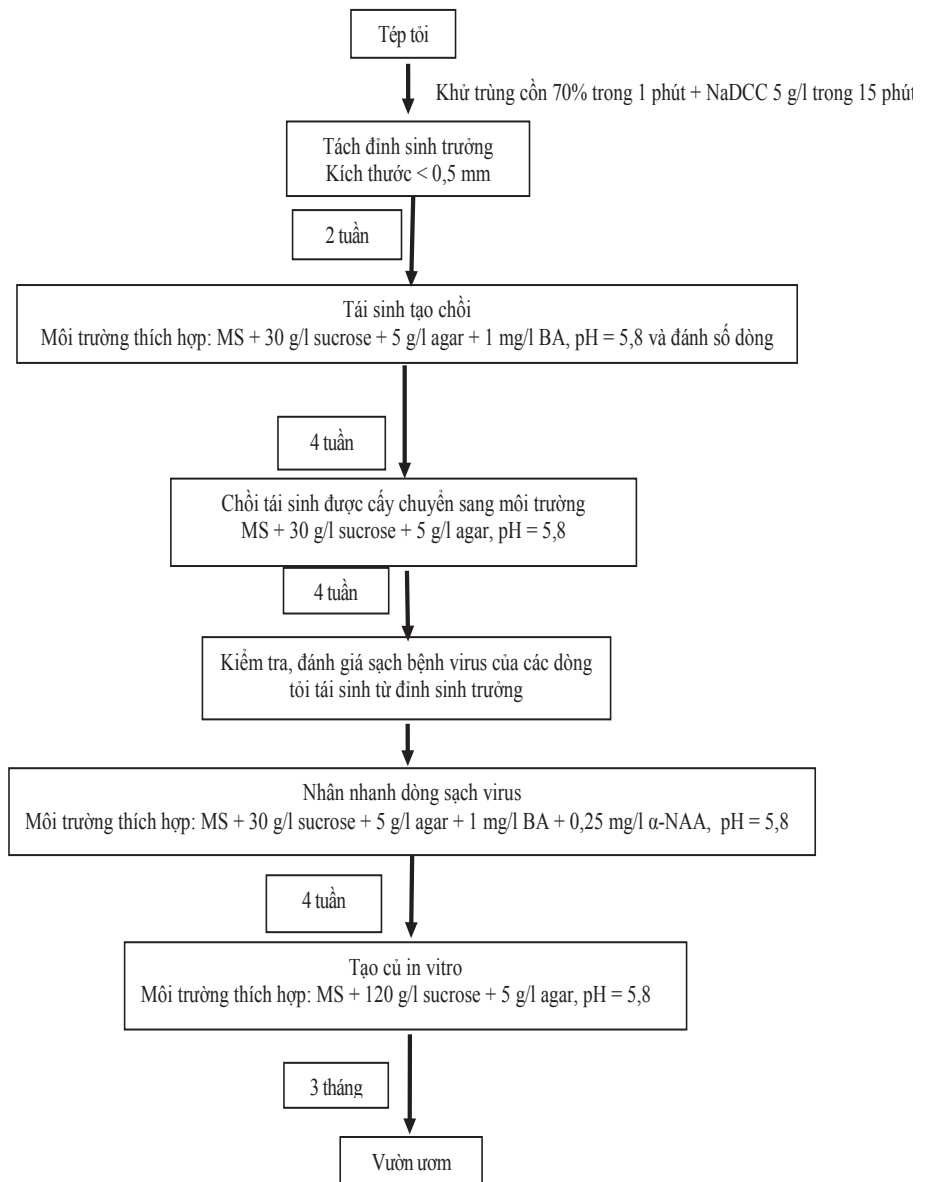 Tép tỏi
Khử trùng cồn 70% trong 1 phút + NaDCC 5 g/l trong 15 phút
Tách đỉnh sinh trưởng
Kích thước < 0,5 mm
2 tuần
Tái sinh tạo chồi
Môi trường thích hợp: MS + 30 g/l sucrose + 5 g/l agar + 1 mg/l BA, pH = 5,8 và đánh số dòng
4 tuần
Chồi tái sinh được cấy chuyển sang môi trường
MS + 30 g/l sucrose + 5 g/l agar, pH = 5,8
4 tuần
Kiểm tra, đánh giá sạch bệnh virus của các dòng
tỏi tái sinh từ đỉnh sinh trưởng
Nhân nhanh dòng sạch virus
Môi trường thích hợp: MS + 30 g/l sucrose + 5 g/l agar + 1 mg/l BA + 0,25 mg/l α-NAA, pH = 5,8
4 tuần
Tạo củ in vitro
Môi trường thích hợp: MS + 120 g/l sucrose + 5 g/l agar, pH = 5,8
3 tháng
Vườn ươm